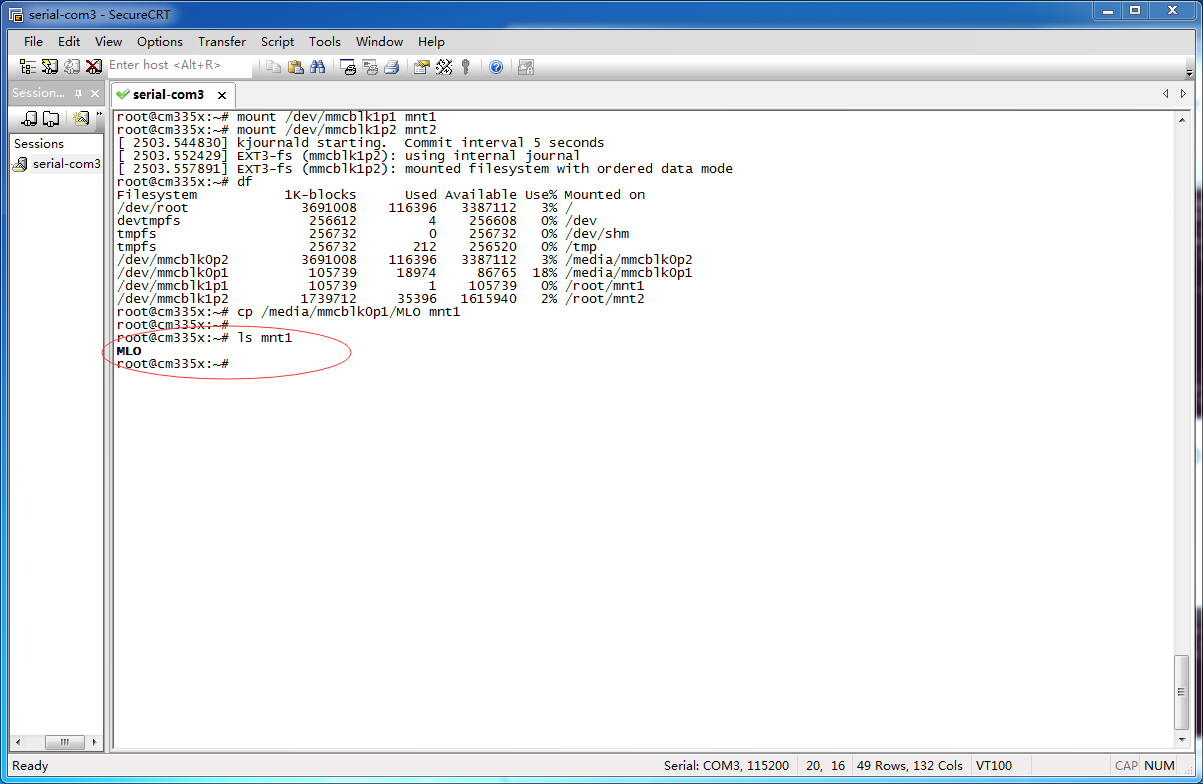 serial-com3 - SecureCRT
File Edit View Options Transfer Script Tools Window Help
Enter host <Alt+R>
Session...
serial-com3
Sessions
serial-com3
root@cm335x:~# mount /dev/mmcblk1p1 mnt1
root@cm335x:~# mount /dev/mmcblk1p2 mnt2
[ 2503.544830] kjournald starting.  Commit interval 5 seconds
[ 2503.552429] EXT3-fs (mmcblk1p2): using internal journal
[ 2503.557891] EXT3-fs (mmcblk1p2): mounted filesystem with ordered data mode
root@cm335x:~# df
Filesystem           1K-blocks      Used Available Use% Mounted on
/dev/root              3691008    116396   3387112   3% /
devtmpfs                256612         4    256608   0% /dev
tmpfs                   256732         0    256732   0% /dev/shm
tmpfs                   256732       212    256520   0% /tmp
/dev/mmcblk0p2         3691008    116396   3387112   3% /media/mmcblk0p2
/dev/mmcblk0p1          105739     18974     86765  18% /media/mmcblk0p1
/dev/mmcblk1p1          105739         1    105739   0% /root/mnt1
/dev/mmcblk1p2         1739712     35396   1615940   2% /root/mnt2
root@cm335x:~# cp /media/mmcblk0p1/MLO mnt1
root@cm335x:~#
root@cm335x:~# ls mnt1
MLO
root@cm335x:~#
Ready Serial: COM3, 115200 20, 16 49 Rows, 132 Cols VT100 CAP NUM